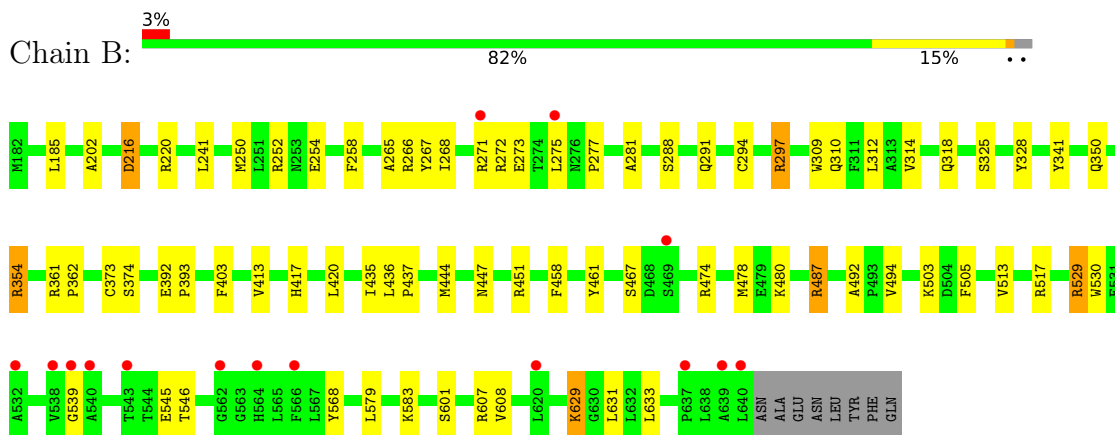 3%
Chain B:
82% 15% • •
M182 L185 A202 D216 R220 L241 M250 L251 R252 N253 E254 F258 A265 R266 Y267 I268 R271 R272 E273 T274 L275 N276 P277 A281 S288 Q291 C294 R297 W309 Q310 F311 L312 A313 V314 Q318 S325 Y328 Y341 Q350
R354 R361 P362 C373 S374 E392 P393 F403 V413 H417 L420 I435 L436 P437 M444 N447 R451 F458 Y461 S467 D468 S469 R474 M478 E479 K480 R487 A492 P493 V494 K503 D504 F505 V513 R517 R529 W530 E531
A532 V538 G539 A540 T543 T544 E545 T546 G562 G563 H564 L565 F566 L567 Y568 L579 K583 S601 R607 V608 L620 K629 G630 L631 L632 L633 P637 L638 A639 L640 ASN ALA GLU ASN LEU TYR PHE GLN